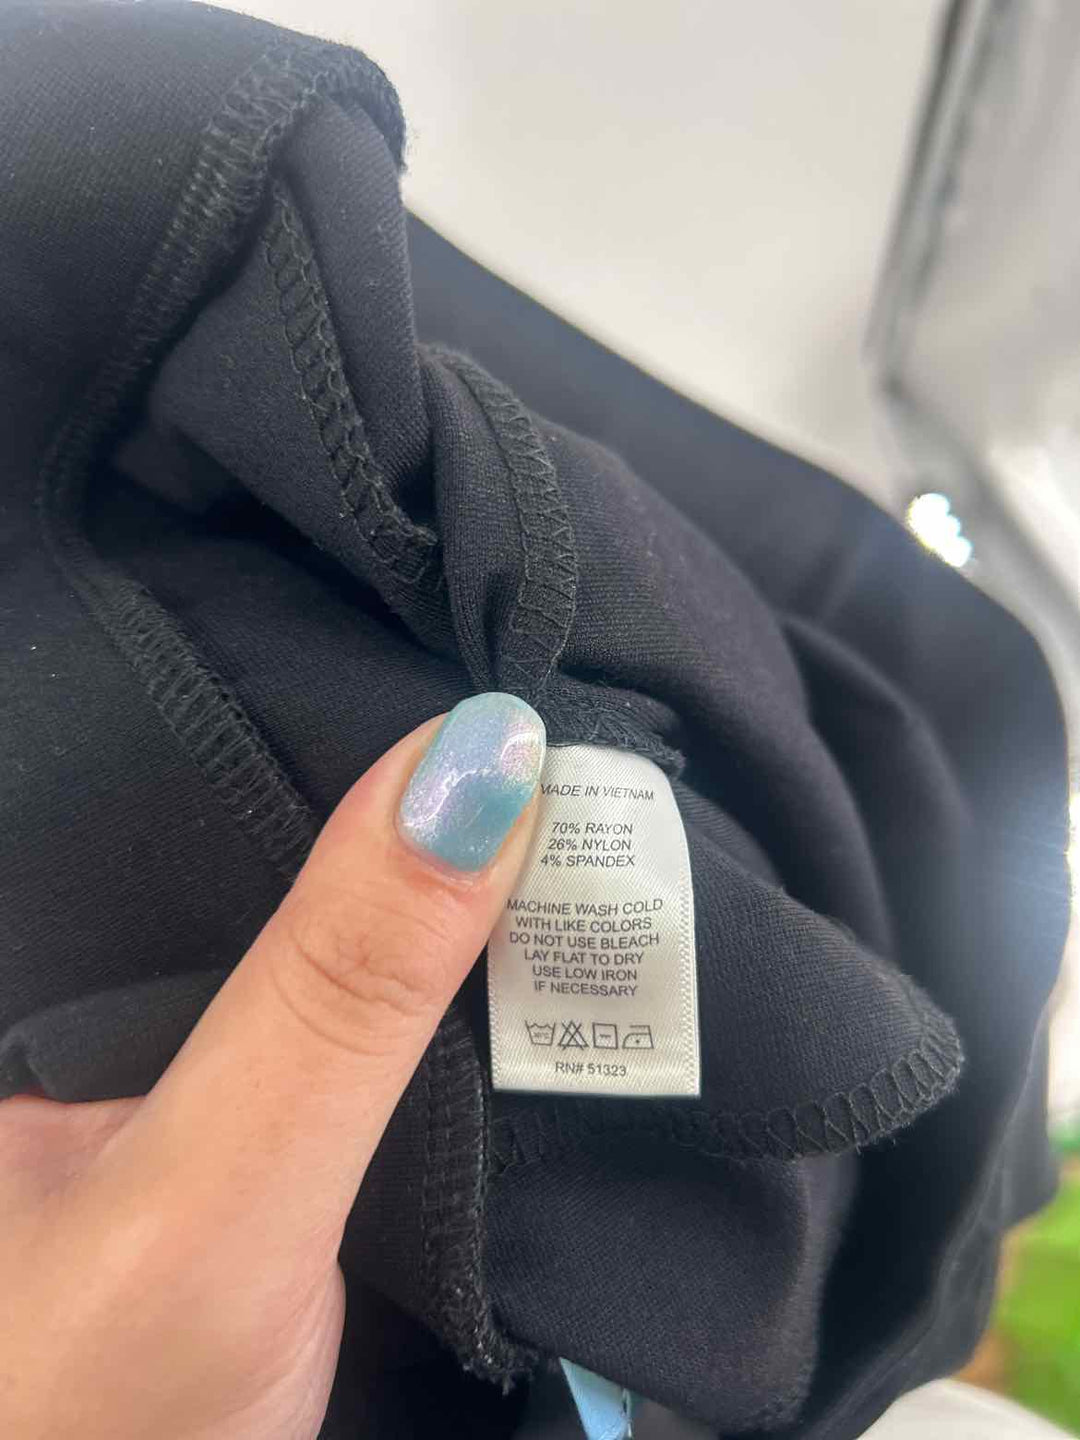 MADE IN VIETNAM
70% RAYON
26% NYLON
4% SPANDEX
MACHINE WASH COLD
WITH LIKE COLORS
DO NOT USE BLEACH
LAY FLAT TO DRY
USE LOW IRON
IF NECESSARY
RN# 51323